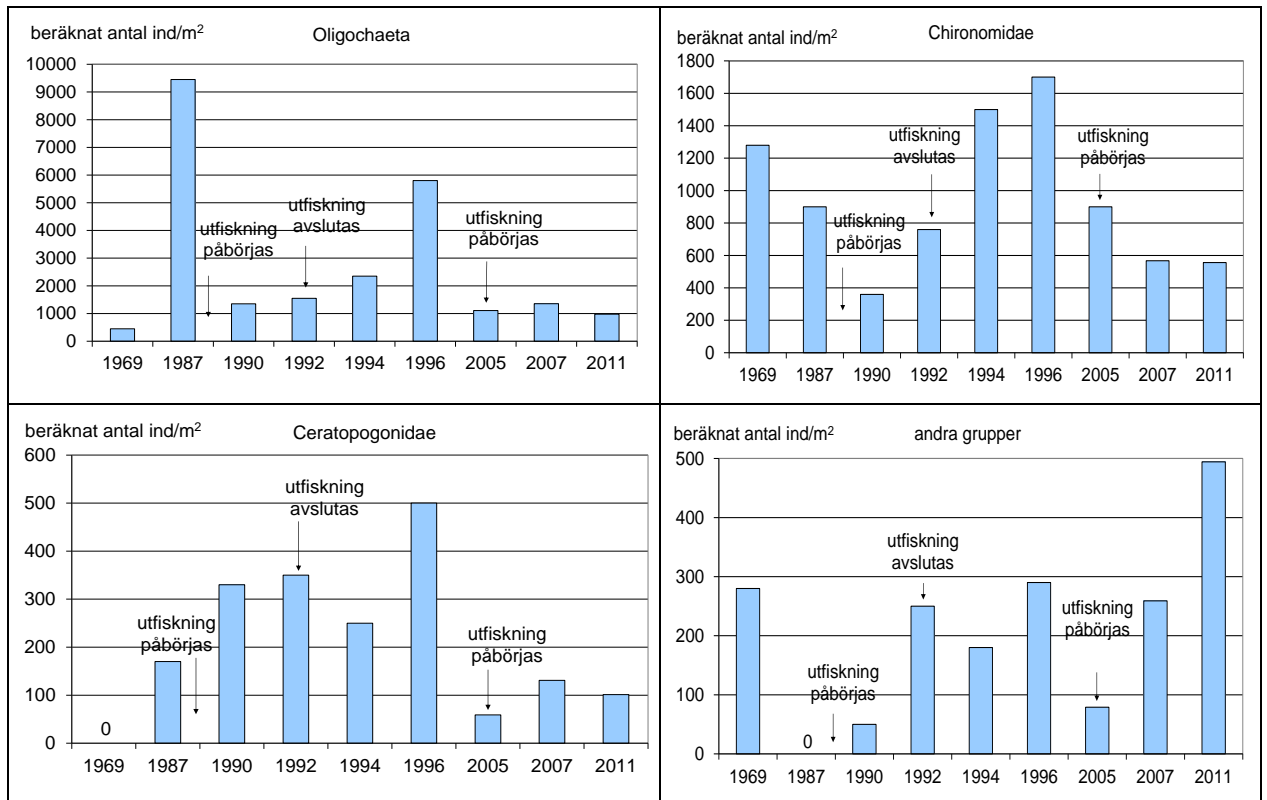 beräknat antal ind/m²
Oligochaeta
10000
9000
8000
7000
6000
5000
4000
3000
2000
1000
0
utfiskning
påbörjas
utfiskning
avslutas
utfiskning
påbörjas
1969 1987 1990 1992 1994 1996 2005 2007 2011
beräknat antal ind/m²
Chironomidae
1800
1600
1400
1200
1000
800
600
400
200
0
utfiskning
påbörjas
utfiskning
avslutas
utfiskning
påbörjas
1969 1987 1990 1992 1994 1996 2005 2007 2011
beräknat antal ind/m²
Ceratopogonidae
600
500
400
300
200
100
0
0
utfiskning
påbörjas
utfiskning
avslutas
utfiskning
påbörjas
1969 1987 1990 1992 1994 1996 2005 2007 2011
beräknat antal ind/m²
andra grupper
500
400
300
200
100
0
0
utfiskning
påbörjas
utfiskning
avslutas
utfiskning
påbörjas
1969 1987 1990 1992 1994 1996 2005 2007 2011